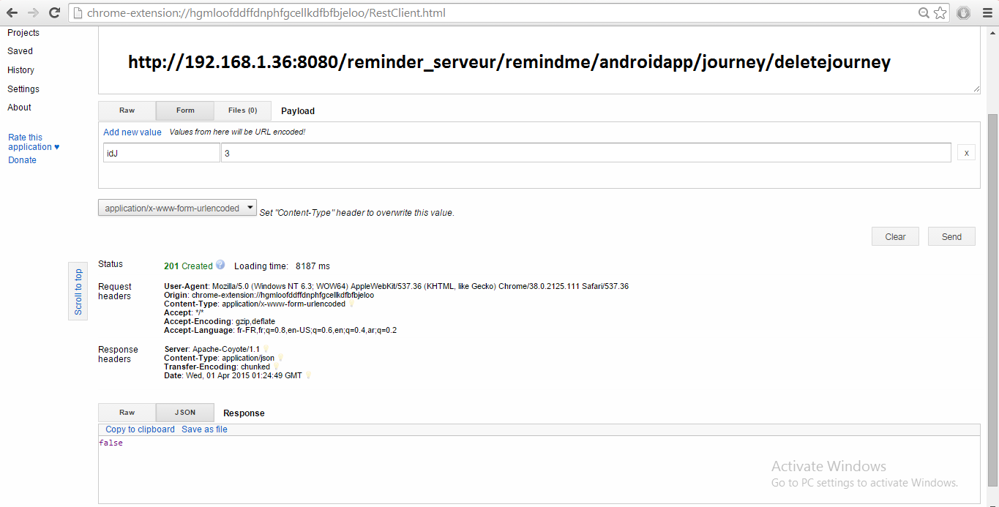 chrome-extension://hgmloofddffdnphfgcellkdfbfbjeloo/RestClient.html
Projects
Saved
History
Settings
About
Rate this
application ♥
Donate
http://192.168.1.36:8080/reminder_serveur/remindme/androidapp/journey/deletejourney
Raw Form Files (0) Payload
Add new value Values from here will be URL encoded!
idJ 3 x
application/x-www-form-urlencoded Set "Content-Type" header to overwrite this value.
Clear Send
Scroll to top
Status 201 Created ? Loading time: 8187 ms
Request
headers
User-Agent: Mozilla/5.0 (Windows NT 6.3; WOW64) AppleWebKit/537.36 (KHTML, like Gecko) Chrome/38.0.2125.111 Safari/537.36
Origin: chrome-extension://hgmloofddffdnphfgcellkdfbfbjeloo
Content-Type: application/x-www-form-urlencoded
Accept: */*
Accept-Encoding: gzip,deflate
Accept-Language: fr-FR,fr;q=0.8,en-US;q=0.6,en;q=0.4,ar;q=0.2
Response
headers
Server: Apache-Coyote/1.1
Content-Type: application/json
Transfer-Encoding: chunked
Date: Wed, 01 Apr 2015 01:24:49 GMT
Raw JSON Response
Copy to clipboard Save as file
false
Activate Windows
Go to PC settings to activate Windows.